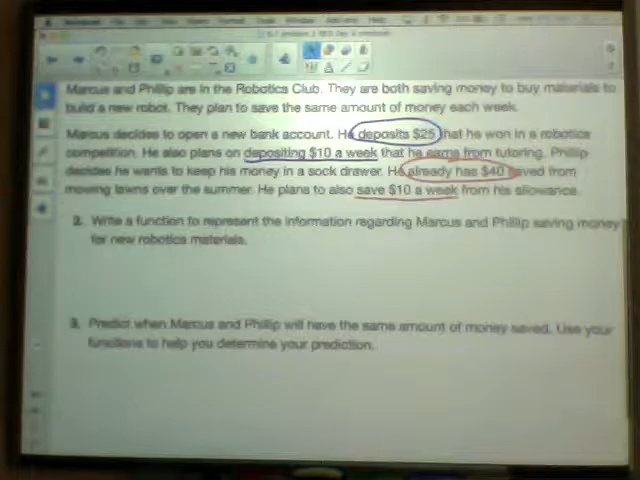 Marcus and Phillip are in the Robotics Club. They are both saving money to buy materials to
build a new robot. They plan to save the same amount of money each week.
Marcus decides to open a new bank account. He deposits $25 that he won in a robotics
competition. He also plans on depositing $10 a week that he earns from tutoring. Phillip
decides he wants to keep his money in a sock drawer. He already has $40 saved from
mowing lawns over the summer. He plans to also save $10 a week from his allowance.
2. Write a function to represent the information regarding Marcus and Phillip saving money
for new robotics materials.
3. Predict when Marcus and Phillip will have the same amount of money saved. Use your
functions to help you determine your prediction.